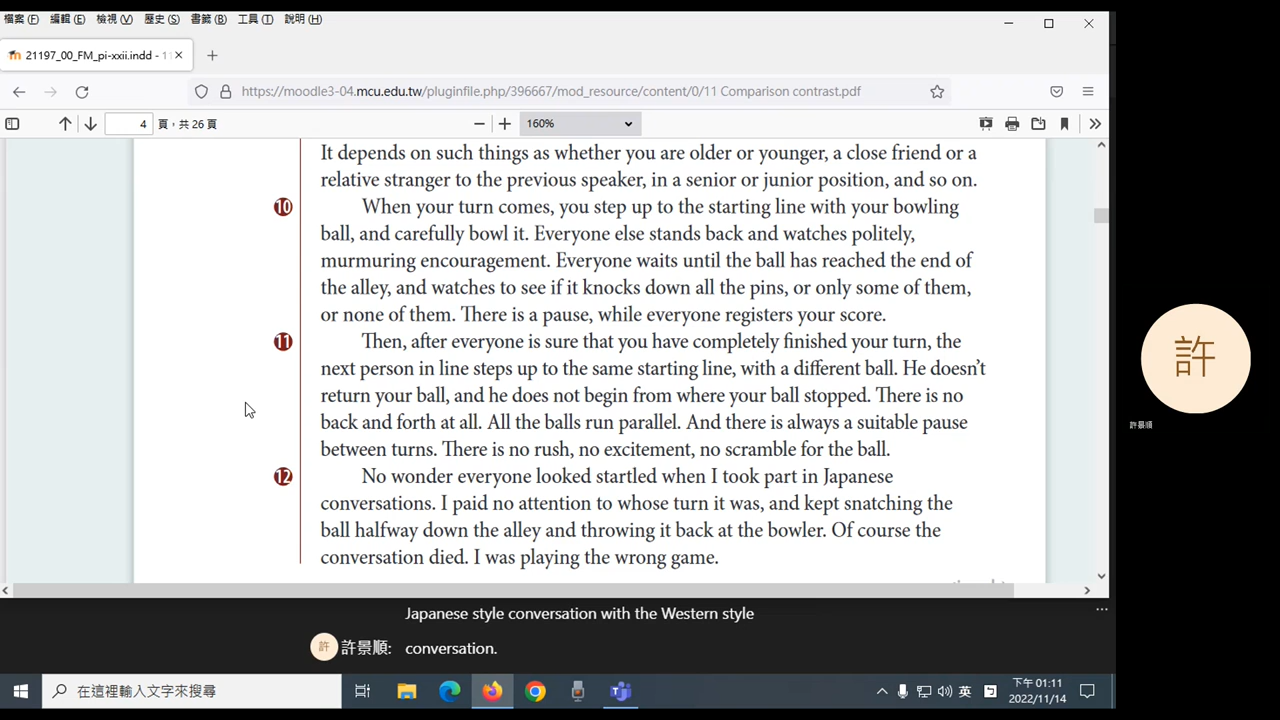 檔案(F) 編輯(E) 檢視(V) 歷史(S) 書籤(B) 工具(T) 說明(H)
21197_00_FM_pi-xxii.indd - 11
https://moodle3-04.mcu.edu.tw/pluginfile.php/396667/mod_resource/content/0/11 Comparison contrast.pdf
4 頁，共 26 頁 160%
It depends on such things as whether you are older or younger, a close friend or a
relative stranger to the previous speaker, in a senior or junior position, and so on.
10 When your turn comes, you step up to the starting line with your bowling
ball, and carefully bowl it. Everyone else stands back and watches politely,
murmuring encouragement. Everyone waits until the ball has reached the end of
the alley, and watches to see if it knocks down all the pins, or only some of them,
or none of them. There is a pause, while everyone registers your score.
11 Then, after everyone is sure that you have completely finished your turn, the
next person in line steps up to the same starting line, with a different ball. He doesn’t
return your ball, and he does not begin from where your ball stopped. There is no
back and forth at all. All the balls run parallel. And there is always a suitable pause
between turns. There is no rush, no excitement, no scramble for the ball.
12 No wonder everyone looked startled when I took part in Japanese
conversations. I paid no attention to whose turn it was, and kept snatching the
ball halfway down the alley and throwing it back at the bowler. Of course the
conversation died. I was playing the wrong game.
Japanese style conversation with the Western style
許 許景順: conversation.
許
許景順
在這裡輸入文字來搜尋
英
下午 01:11
2022/11/14